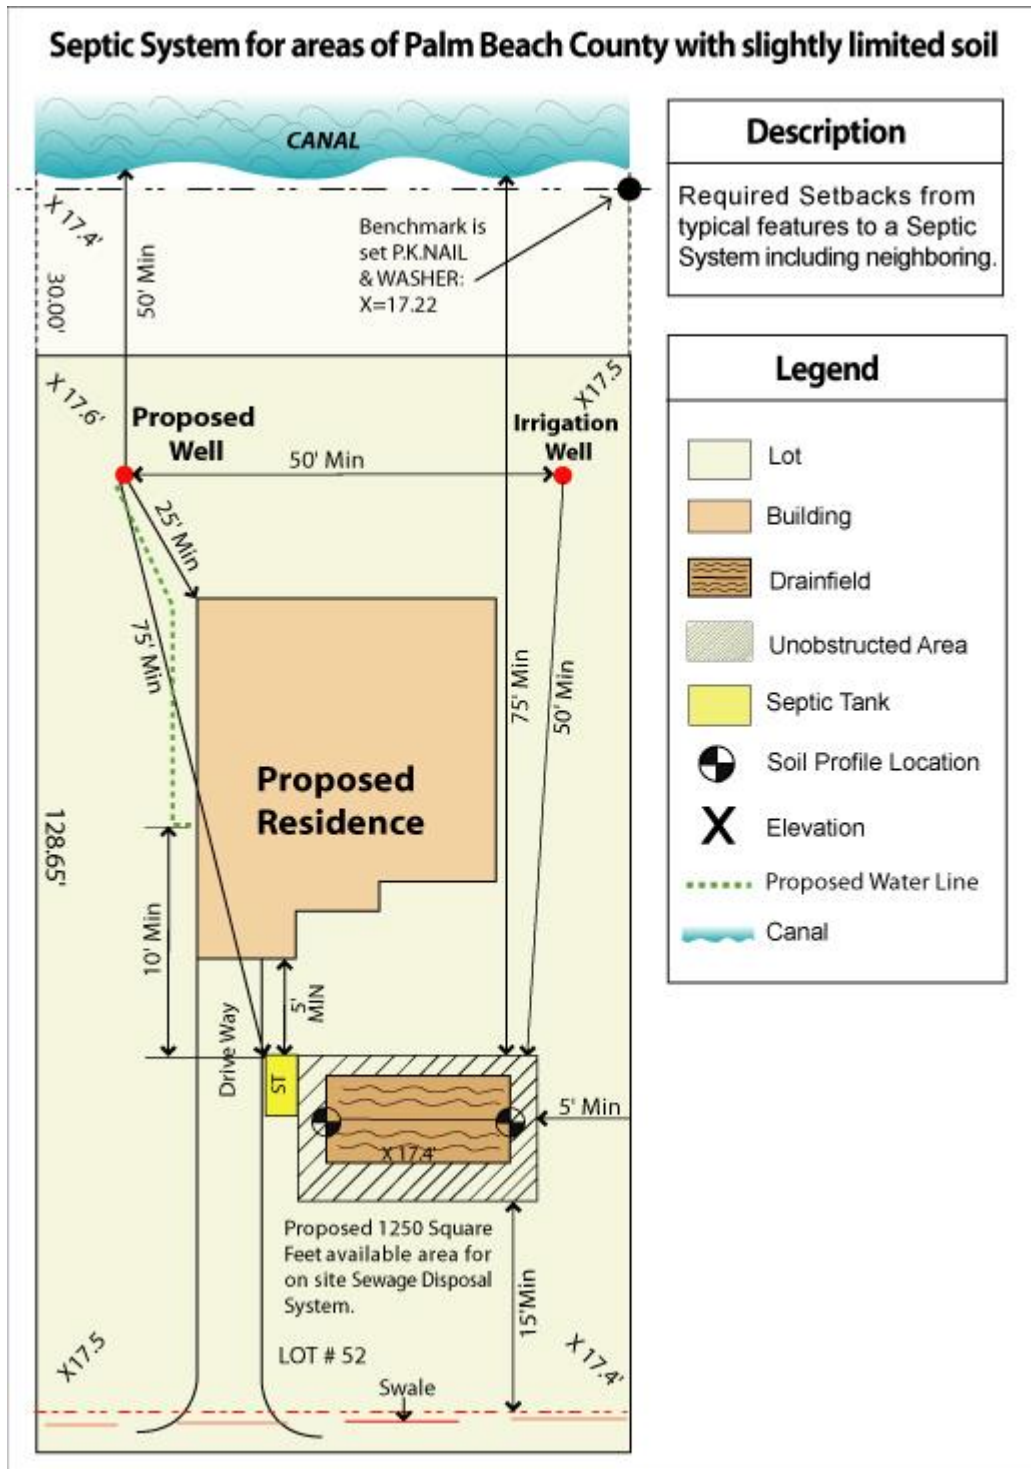 Septic System for areas of Palm Beach County with slightly limited soil
CANAL
X 17.4'
30.00'
50' Min
Benchmark is
set P.K.NAIL
& WASHER:
X=17.22
X 17.6'
X17.5
Proposed
Well
50' Min
Irrigation
Well
25' Min
75' Min
75' Min
50' Min
Proposed
Residence
128.65'
10' Min
Drive Way
5'
MIN
ST
X 17.4'
5' Min
Proposed 1250 Square
Feet available area for
on site Sewage Disposal
System.
15'Min
LOT # 52
X17.5
X 17.4'
Swale
Description
Required Setbacks from
typical features to a Septic
System including neighboring.
Legend
Lot
Building
Drainfield
Unobstructed Area
Septic Tank
Soil Profile Location
X Elevation
Proposed Water Line
Canal